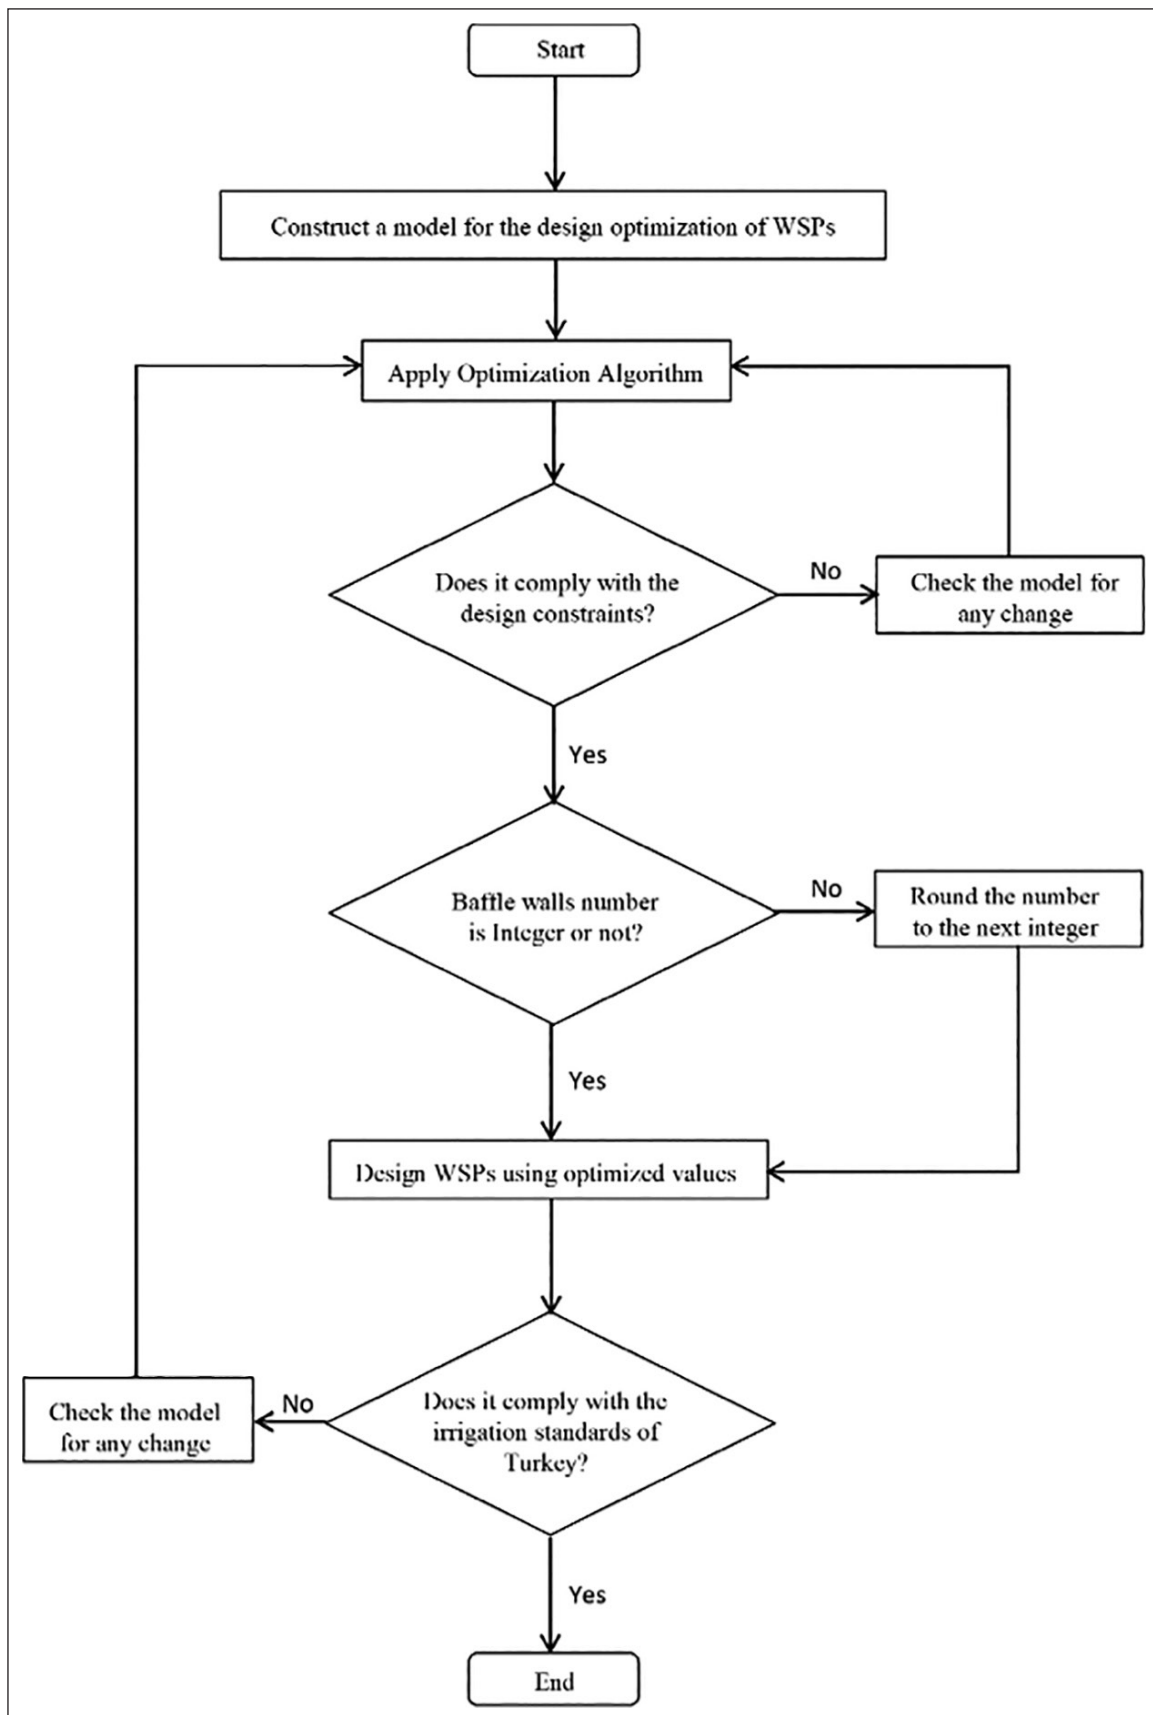 Start
Construct a model for the design optimization of WSPs
Apply Optimization Algorithm
Does it comply with the
design constraints?
No
Check the model for
any change
Yes
Baffle walls number
is Integer or not?
No
Round the number
to the next integer
Yes
Design WSPs using optimized values
Does it comply with the
irrigation standards of
Turkey?
No
Check the model
for any change
Yes
End